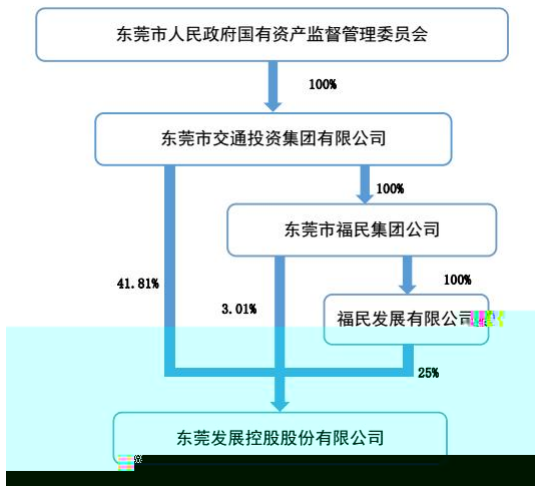 东莞市人民政府国有资产监督管理委员会
100%
东莞市交通投资集团有限公司
100%
东莞市福民集团公司
41.81%
3.01%
100%
福民发展有限公司
25%
东莞发展控股股份有限公司